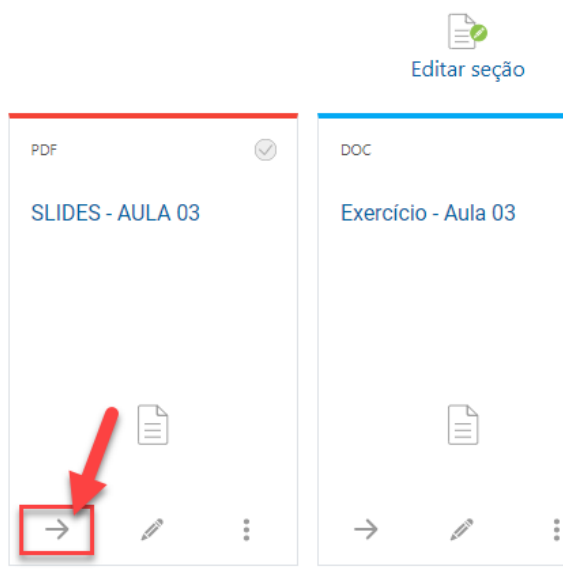 Editar seção
PDF
SLIDES - AULA 03
DOC
Exercício - Aula 03